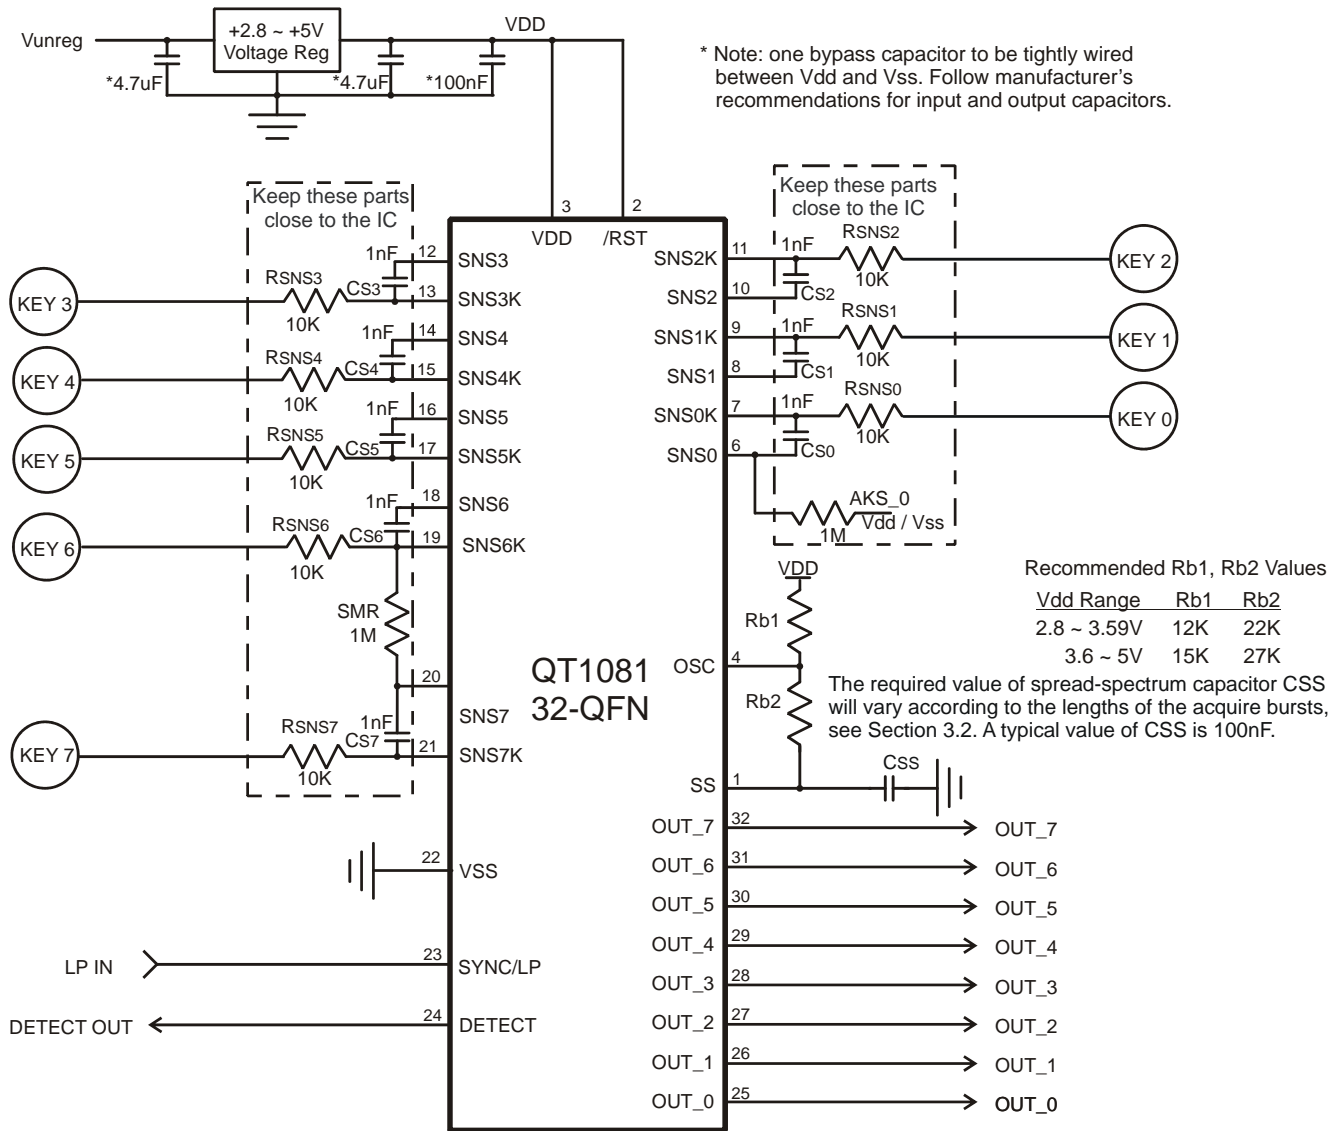 Vunreg
+2.8 ~ +5V
Voltage Reg
VDD
*4.7uF
*4.7uF
*100nF
* Note: one bypass capacitor to be tightly wired
between Vdd and Vss. Follow manufacturer's
recommendations for input and output capacitors.
Keep these parts
close to the IC
Keep these parts
close to the IC
3
2
VDD
/RST
1nF
12
SNS3
KEY 3
RSNS3
10K
CS3
13
SNS3K
1nF
14
SNS4
KEY 4
RSNS4
10K
CS4
15
SNS4K
1nF
16
SNS5
KEY 5
RSNS5
10K
CS5
17
SNS5K
1nF
18
SNS6
KEY 6
RSNS6
10K
CS6
19
SNS6K
SMR
1M
20
SNS7
KEY 7
RSNS7
10K
1nF
CS7
21
SNS7K
22
VSS
LP IN
23
SYNC/LP
DETECT OUT
24
DETECT
QT1081
32-QFN
SNS2K
11
1nF
RSNS2
10K
KEY 2
SNS2
10
CS2
SNS1K
9
1nF
RSNS1
10K
KEY 1
SNS1
8
CS1
SNS0K
7
1nF
RSNS0
10K
KEY 0
SNS0
6
CS0
AKS_0
Vdd / Vss
1M
VDD
Rb1
OSC
4
Rb2
SS
1
CSS
Recommended Rb1, Rb2 Values
Vdd Range Rb1 Rb2
2.8 ~ 3.59V 12K 22K
3.6 ~ 5V 15K 27K
The required value of spread-spectrum capacitor CSS
will vary according to the lengths of the acquire bursts,
see Section 3.2. A typical value of CSS is 100nF.
OUT_7 32 OUT_7
OUT_6 31 OUT_6
OUT_5 30 OUT_5
OUT_4 29 OUT_4
OUT_3 28 OUT_3
OUT_2 27 OUT_2
OUT_1 26 OUT_1
OUT_0 25 OUT_0